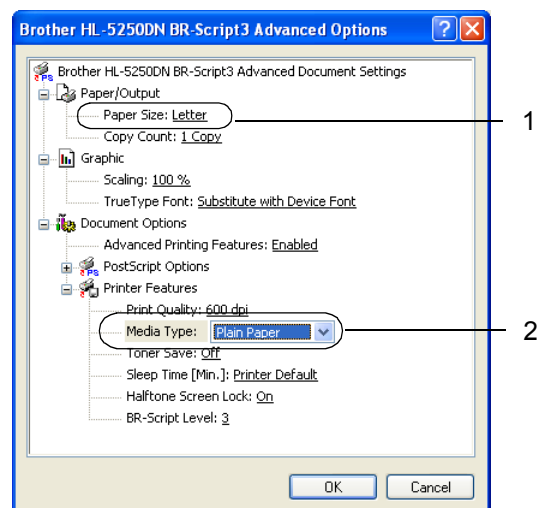 Brother HL-5250DN BR-Script3 Advanced Options
Brother HL-5250DN BR-Script3 Advanced Document Settings
Paper/Output
Paper Size: Letter
1
Copy Count: 1 Copy
Graphic
Scaling: 100 %
TrueType Font: Substitute with Device Font
Document Options
Advanced Printing Features: Enabled
PostScript Options
Printer Features
Print Quality: 600 dpi
Media Type: Plain Paper
2
Toner Save: Off
Sleep Time [Min.]: Printer Default
Halftone Screen Lock: On
BR-Script Level: 3
OK Cancel